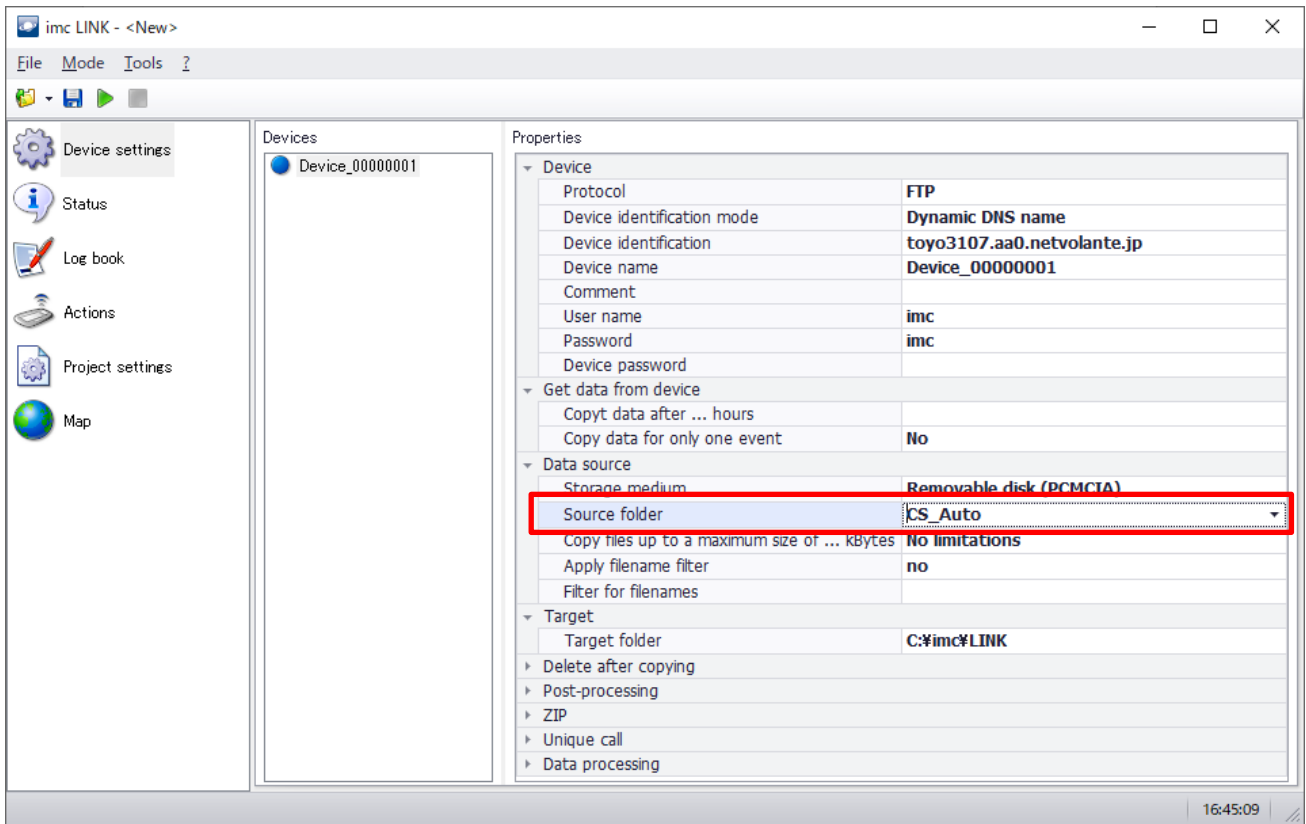 imc LINK - <New>
File Mode Tools ?
Device settings
Status
Log book
Actions
Project settings
Map
Devices
Device_00000001
Properties
Device
Protocol FTP
Device identification mode Dynamic DNS name
Device identification toyo3107.aa0.netvolante.jp
Device name Device_00000001
Comment
User name imc
Password imc
Device password
Get data from device
Copyt data after ... hours
Copy data for only one event No
Data source
Storage medium Removable disk (PCMCIA)
Source folder CS_Auto
Copy files up to a maximum size of ... kBytes No limitations
Apply filename filter no
Filter for filenames
Target
Target folder C:¥imc¥LINK
Delete after copying
Post-processing
ZIP
Unique call
Data processing
16:45:09